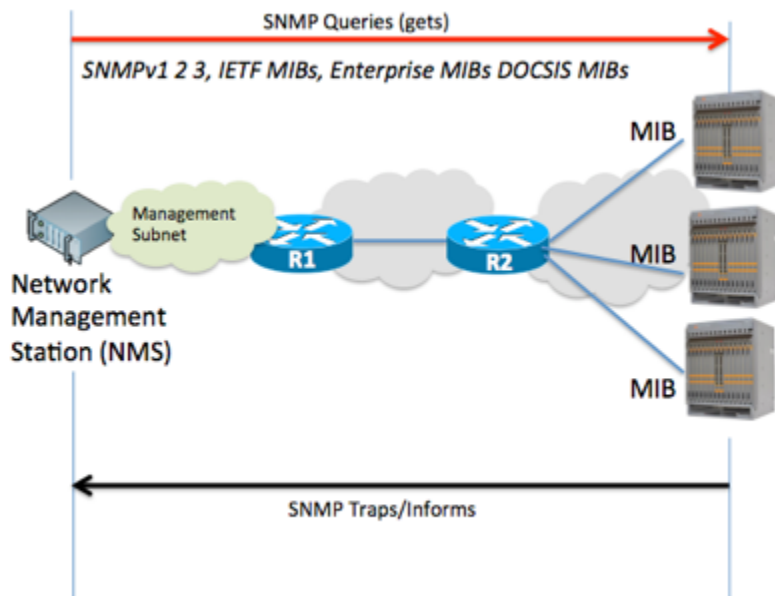 SNMP Queries (gets)
SNMPv1 2 3, IETF MIBs, Enterprise MIBs DOCSIS MIBs
MIB
Management
Subnet
R1
R2
MIB
Network
Management
Station (NMS)
MIB
SNMP Traps/Informs